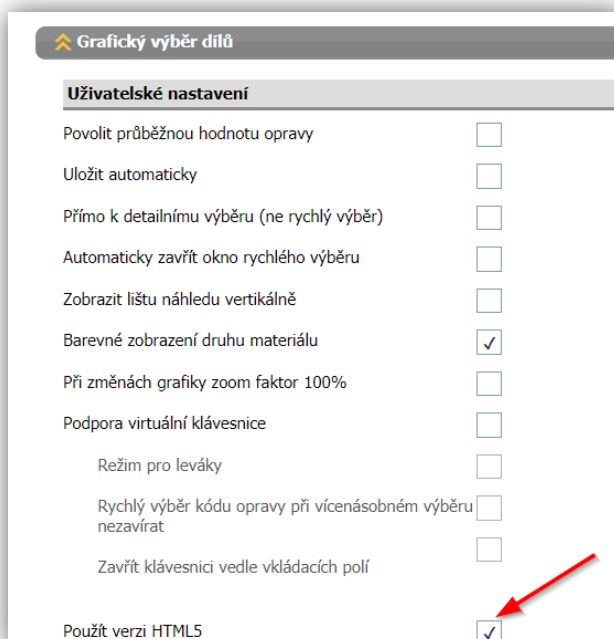 Grafický výběr dílů
Uživatelské nastavení
Povolit průběžnou hodnotu opravy
Uložit automaticky
Přímo k detailnímu výběru (ne rychlý výběr)
Automaticky zavřít okno rychlého výběru
Zobrazit lištu náhledu vertikálně
Barevné zobrazení druhu materiálu
Při změnách grafiky zoom faktor 100%
Podpora virtuální klávesnice
Režim pro leváky
Rychlý výběr kódu opravy při vícenásobném výběru
nezavírat
Zavřít klávesnici vedle vkládacích polí
Použít verzi HTML5